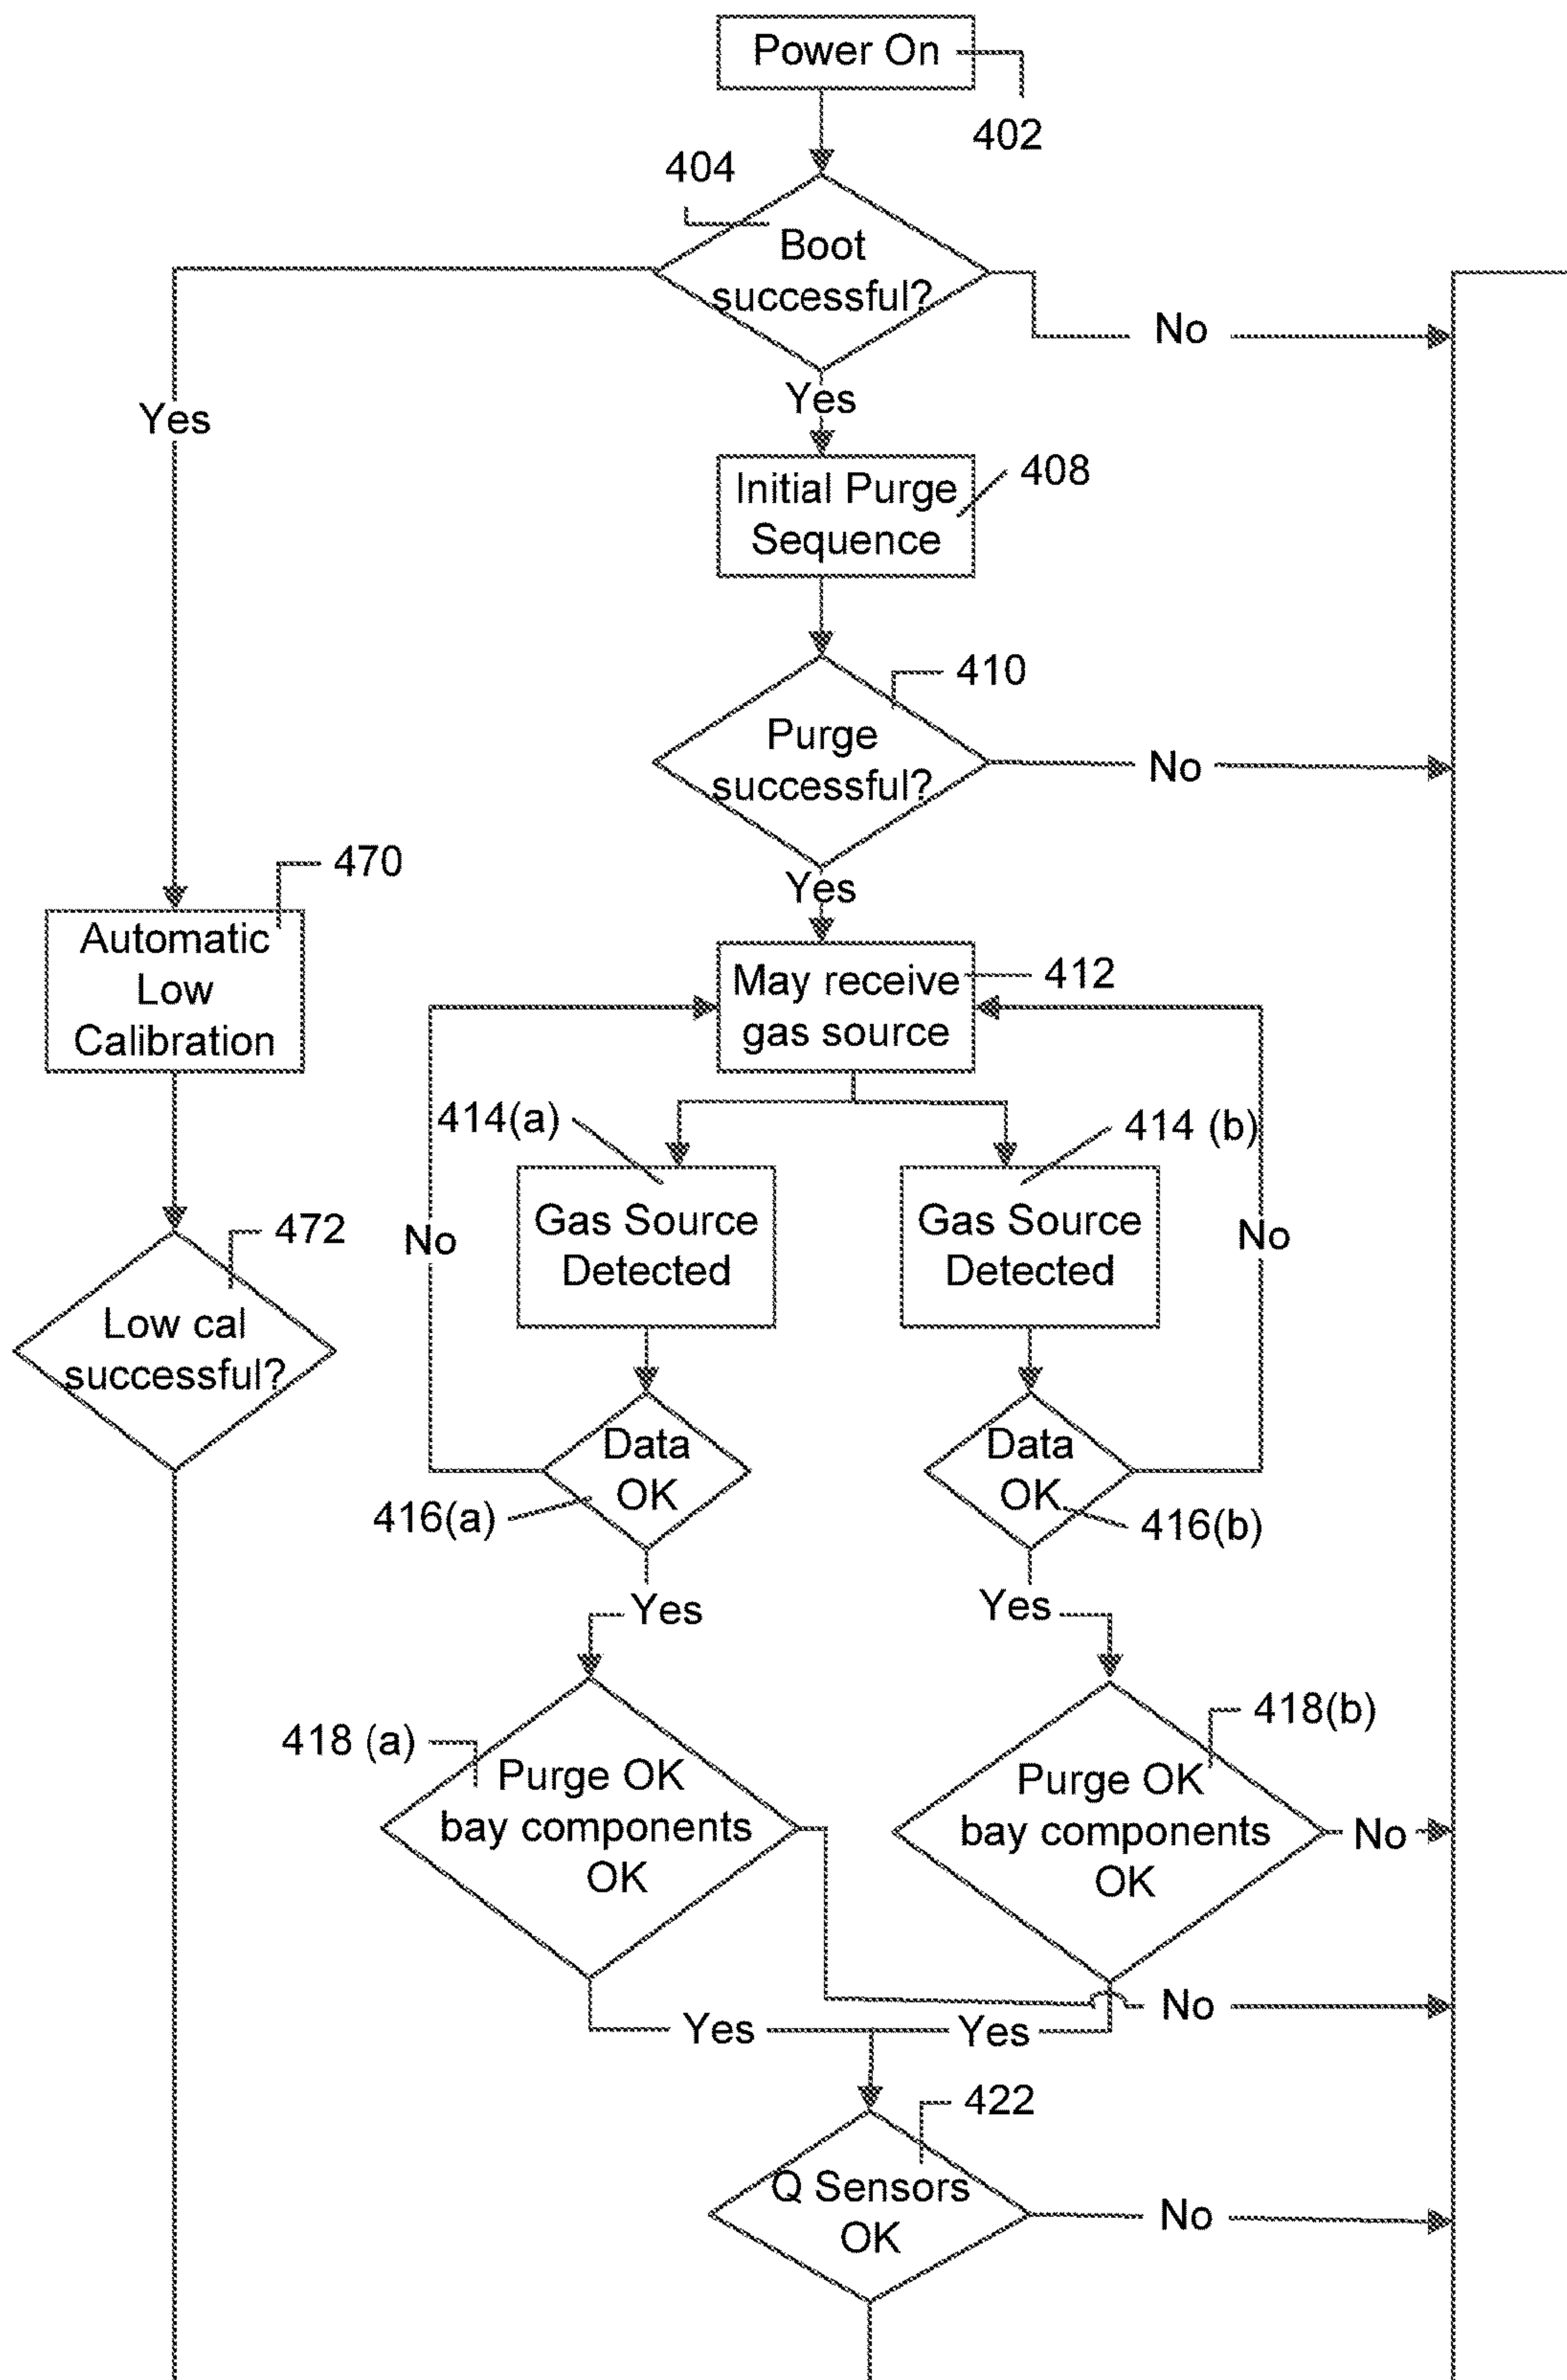 Power On
402
404
Boot
successful?
No
Yes
Yes
Initial Purge
Sequence
408
410
Purge
successful?
No
Yes
470
Automatic
Low
Calibration
May receive
gas source
412
414(a)
414 (b)
Gas Source
Detected
Gas Source
Detected
No
No
472
Low cal
successful?
Data
OK
Data
OK
416(a)
416(b)
Yes
Yes
418 (a)
418(b)
Purge OK
bay components
OK
Purge OK
bay components
OK
No
No
Yes
Yes
422
Q Sensors
OK
No